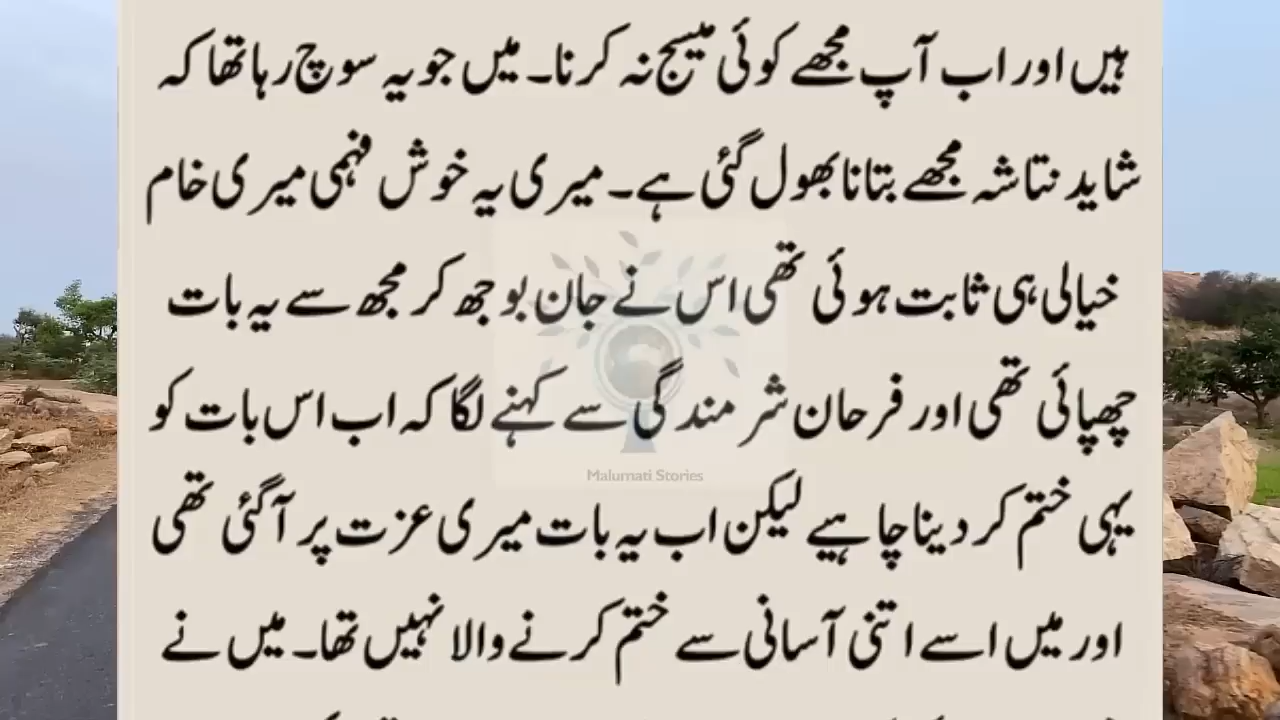 ہیں اور اب آپ مجھے کوئی میسج نہ کرنا۔ میں جو یہ سوچ رہا تھا کہ
شاید نتاشہ مجھے بتانا بھول گئی ہے۔ میری یہ خوش فہمی میری خام
خیالی ہی ثابت ہوئی تھی اس نے جان بوجھ کر مجھ سے یہ بات
چھپائی تھی اور فرحان شرمندگی سے کہنے لگا کہ اب اس بات کو
Malumati Stories
یہی ختم کر دینا چاہیے لیکن اب یہ بات میری عزت پر آ گئی تھی
اور میں اسے اتنی آسانی سے ختم کرنے والا نہیں تھا۔ میں نے